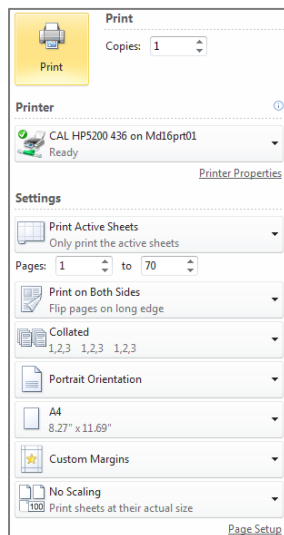 Print
Copies: 1
Print
Printer
CAL HP5200 436 on Md16prt01
Ready
Printer Properties
Settings
Print Active Sheets
Only print the active sheets
Pages: 1 to 70
Print on Both Sides
Flip pages on long edge
Collated
1,2,3 1,2,3 1,2,3
Portrait Orientation
A4
8.27" x 11.69"
Custom Margins
No Scaling
100 Print sheets at their actual size
Page Setup